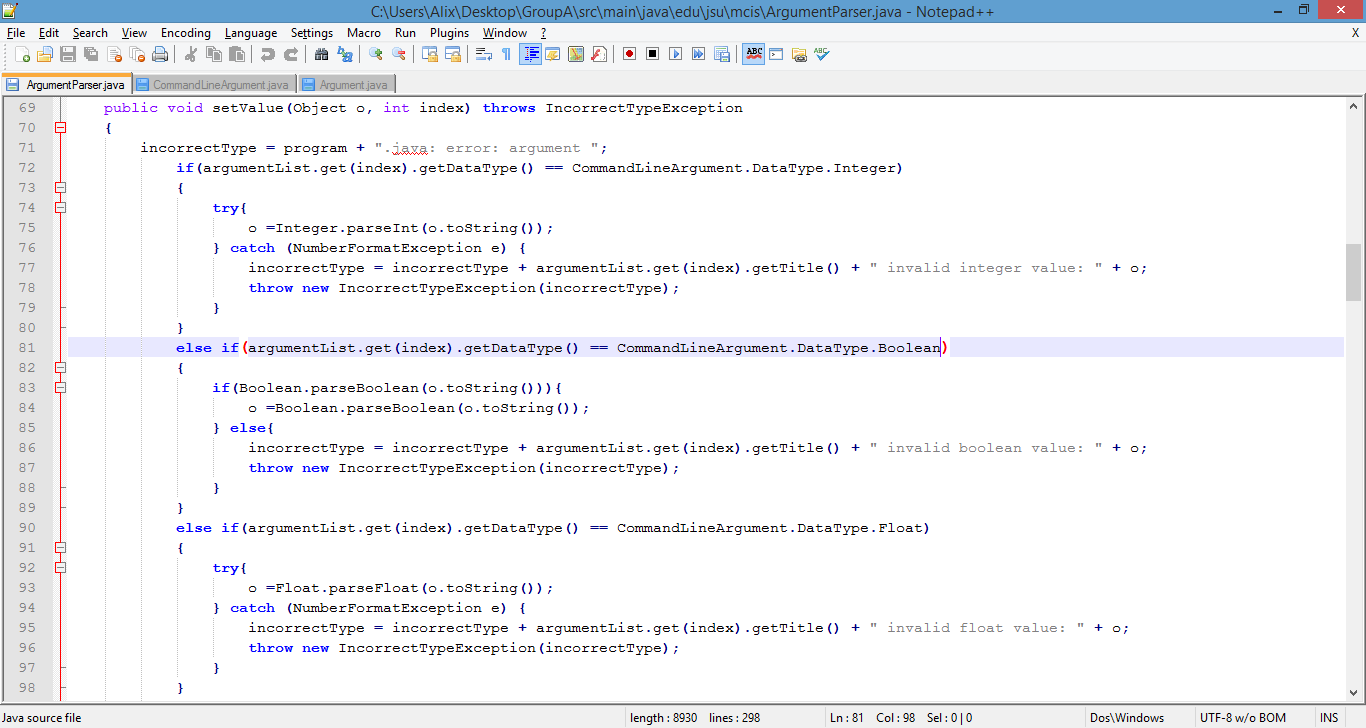 C:\Users\Alix\Desktop\GroupA\src\main\java\edu\jsu\mcis\ArgumentParser.java - Notepad++
File Edit Search View Encoding Language Settings Macro Run Plugins Window ? X
ArgumentParser.java CommandLineArgument.java Argument.java
69 public void setValue(Object o, int index) throws IncorrectTypeException
70 {
71 incorrectType = program + ".java: error: argument ";
72 if(argumentList.get(index).getDataType() == CommandLineArgument.DataType.Integer)
73 {
74 try{
75 o =Integer.parseInt(o.toString());
76 } catch (NumberFormatException e) {
77 incorrectType = incorrectType + argumentList.get(index).getTitle() + " invalid integer value: " + o;
78 throw new IncorrectTypeException(incorrectType);
79 }
80 }
81 else if(argumentList.get(index).getDataType() == CommandLineArgument.DataType.Boolean)
82 {
83 if(Boolean.parseBoolean(o.toString())){
84 o =Boolean.parseBoolean(o.toString());
85 } else{
86 incorrectType = incorrectType + argumentList.get(index).getTitle() + " invalid boolean value: " + o;
87 throw new IncorrectTypeException(incorrectType);
88 }
89 }
90 else if(argumentList.get(index).getDataType() == CommandLineArgument.DataType.Float)
91 {
92 try{
93 o =Float.parseFloat(o.toString());
94 } catch (NumberFormatException e) {
95 incorrectType = incorrectType + argumentList.get(index).getTitle() + " invalid float value: " + o;
96 throw new IncorrectTypeException(incorrectType);
97 }
98 }
Java source file length : 8930 lines : 298 Ln : 81 Col : 98 Sel : 0 | 0 Dos\Windows UTF-8 w/o BOM INS